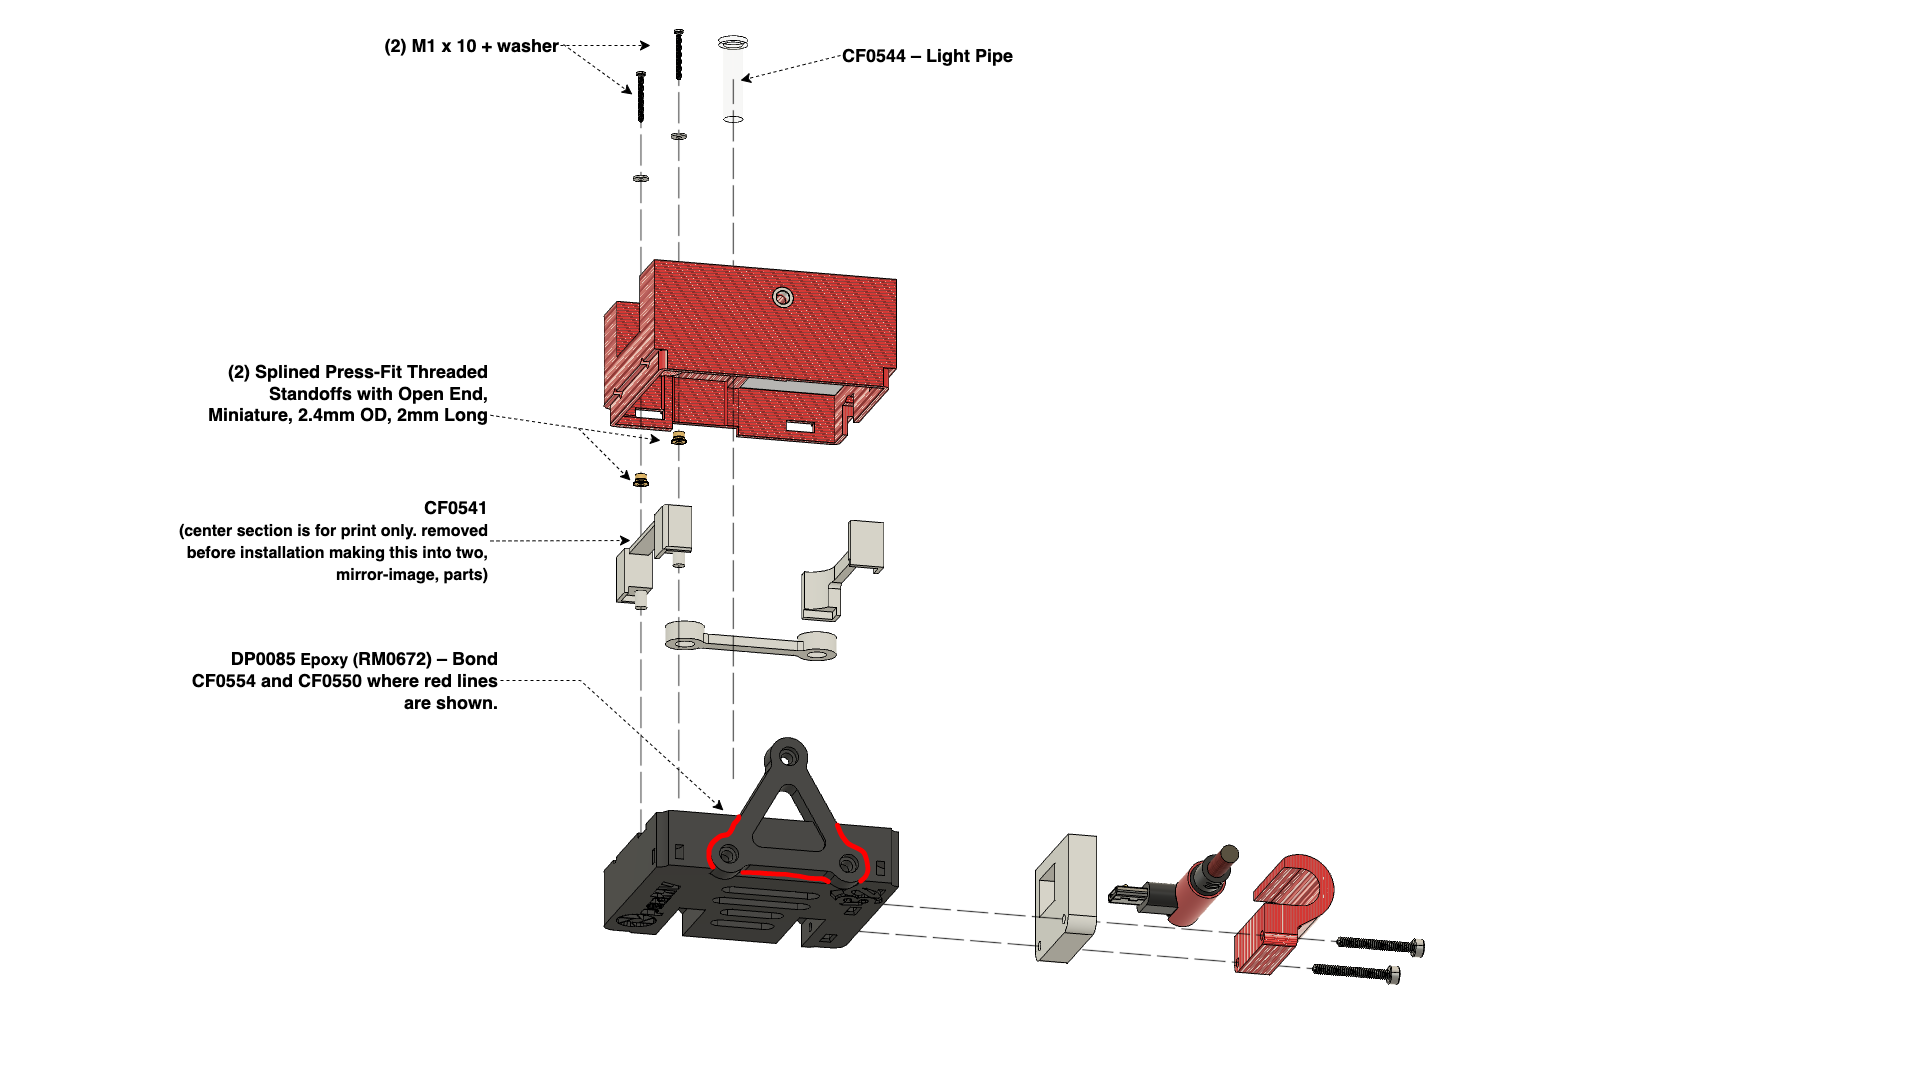 (2) M1 x 10 + washer
CF0544 – Light Pipe
(2) Splined Press-Fit Threaded
Standoffs with Open End,
Miniature, 2.4mm OD, 2mm Long
CF0541
(center section is for print only. removed
before installation making this into two,
mirror-image, parts)
DP0085 Epoxy (RM0672) – Bond
CF0554 and CF0550 where red lines
are shown.